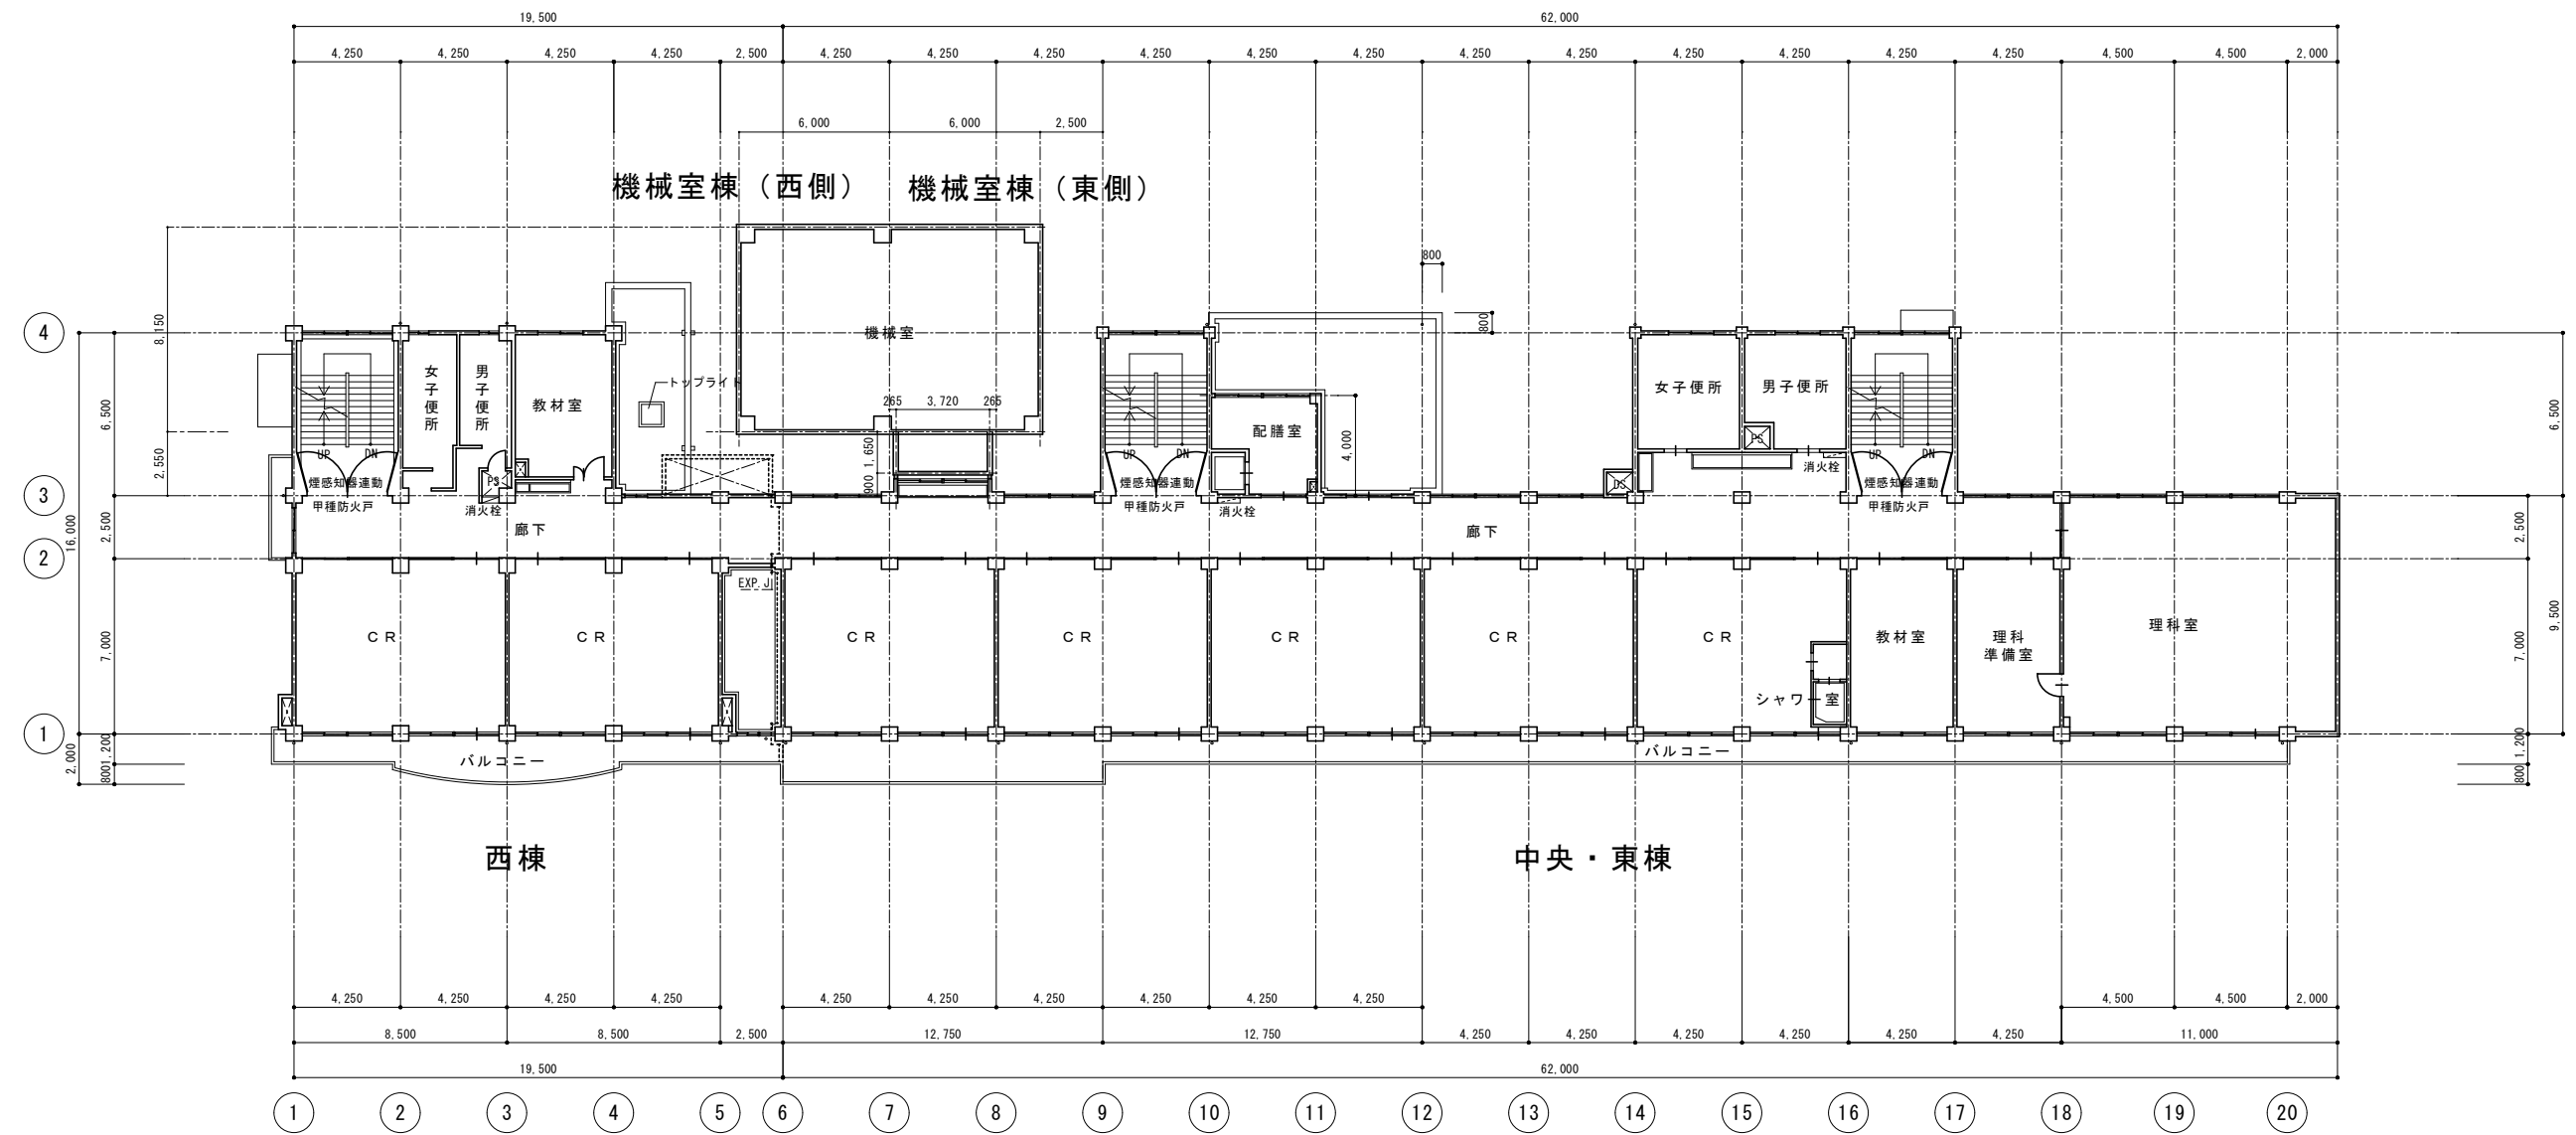 19,500 62,000
4,250 4,250 4,250 4,250 2,500 4,250 4,250 4,250 4,250 4,250 4,250 4,250 4,250 4,250 4,250 4,250 4,250 4,500 4,500 2,000
6,000 6,000 2,500
機械室棟（西側） 機械室棟（東側）
800
800
8,150
2,550
4
3
2
1
16,000
2,000
6,500
2,500
7,000
1,200
800
機械室
トップライト
265 3,720 265
1,650
900
4,000
女子便所
男子便所
教材室
配膳室
女子便所
男子便所
UP DN
PS
UP DN
PS
UP DN
DS
煙感知器連動
甲種防火戸
消火栓
煙感知器連動
甲種防火戸
消火栓
消火栓
煙感知器連動
甲種防火戸
廊下
廊下
EXP.J
CR
CR
CR
CR
CR
CR
CR
教材室
理科
準備室
理科室
シャワー室
バルコニー
バルコニー
6,500
9,500
2,500
7,000
1,200
800
西棟
中央・東棟
4,250 4,250 4,250 4,250 4,250 4,250 4,250 4,250 4,250 4,250 4,500 4,500 2,000
8,500 8,500 2,500 12,750 12,750 4,250 4,250 4,250 4,250 4,250 4,250 11,000
19,500 62,000
1 2 3 4 5 6 7 8 9 10 11 12 13 14 15 16 17 18 19 20